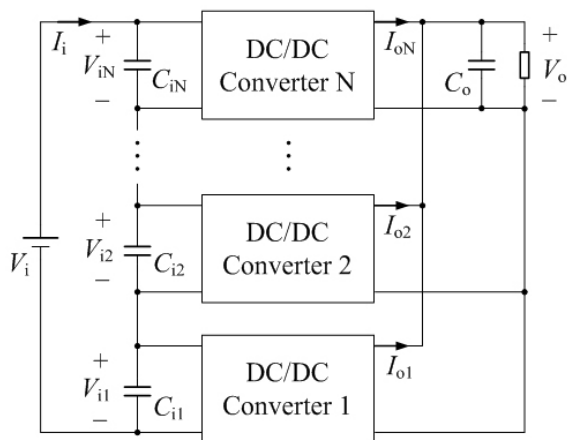 I_i
+
V_iN
−
C_iN
DC/DC
Converter N
I_oN
C_o
+
V_o
−
V_i
+
V_i2
−
C_i2
DC/DC
Converter 2
I_o2
+
V_i1
−
C_i1
DC/DC
Converter 1
I_o1